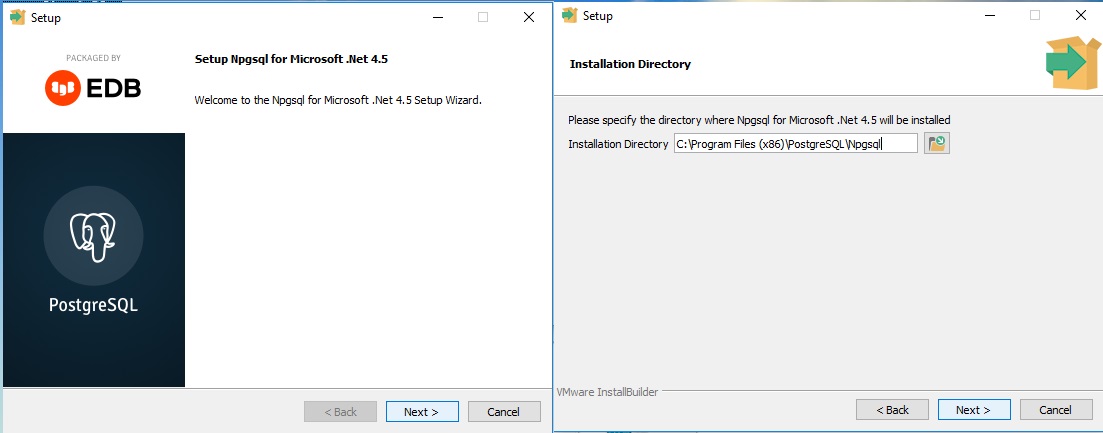 Setup
PACKAGED BY
EDB
Setup Npgsql for Microsoft .Net 4.5
Welcome to the Npgsql for Microsoft .Net 4.5 Setup Wizard.
PostgreSQL
< Back
Next >
Cancel
Setup
Installation Directory
Please specify the directory where Npgsql for Microsoft .Net 4.5 will be installed
Installation Directory C:\Program Files (x86)\PostgreSQL\Npgsql
VMware InstallBuilder
< Back
Next >
Cancel